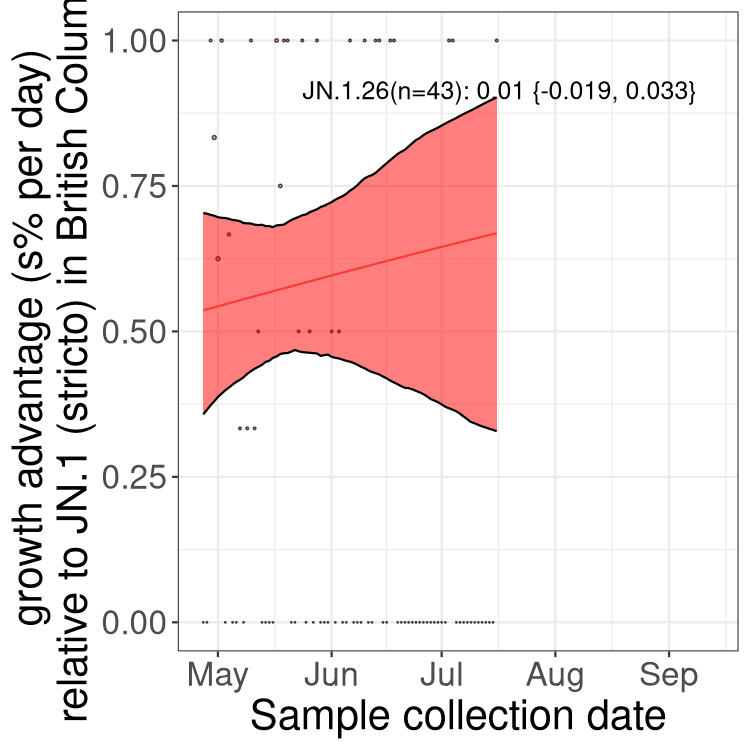 growth advantage (s% per day)
relative to JN.1 (stricto) in British Colum
1.00
0.75
0.50
0.25
0.00
JN.1.26(n=43): 0.01 {-0.019, 0.033}
May Jun Jul Aug Sep
Sample collection date